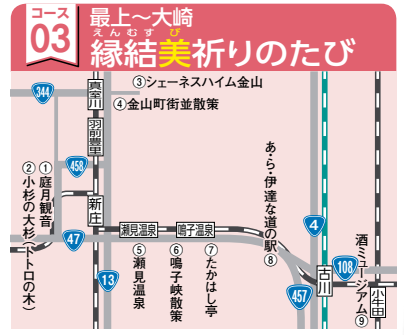 コース
03
最上～大崎
えんむす び
縁結美祈りのたび
③シェーネスハイム金山
④金山町街並散策
344
真室川
羽前豊里
458
①庭月観音
②小杉の大杉(トトロの木)
新庄
47
13
瀬見温泉
鳴子温泉
⑤瀬見温泉
⑥鳴子峡散策
⑦たかはし亭
あ・ら・伊達な道の駅⑧
4
古川
108
457
酒ミュージアム⑨
小牛田